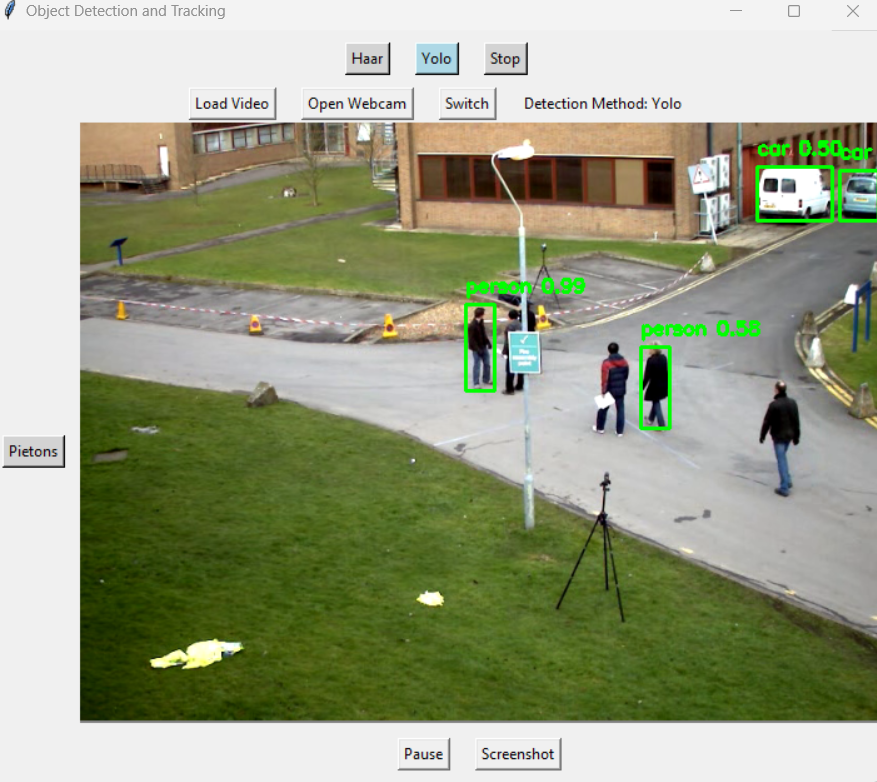 Object Detection and Tracking
Haar Yolo Stop
Load Video Open Webcam Switch Detection Method: Yolo
car 0.50 car
person 0.99
person 0.58
Pietons
Pause Screenshot